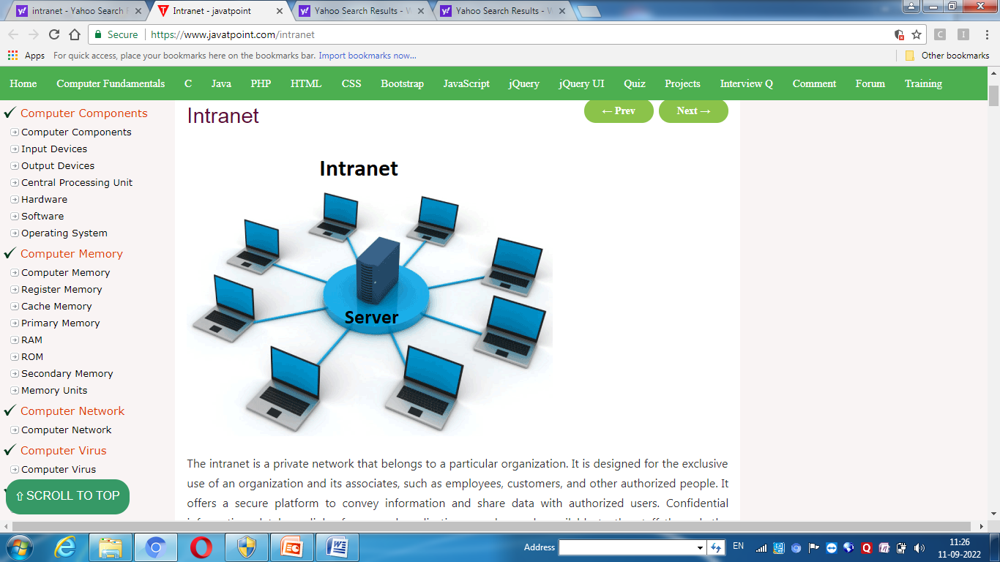 intranet - Yahoo Search R
Intranet - javatpoint
Yahoo Search Results - W
Yahoo Search Results - W
Secure
https://www.javatpoint.com/intranet
C
I
Apps
For quick access, place your bookmarks here on the bookmarks bar. Import bookmarks now...
Other bookmarks
Home Computer Fundamentals C Java PHP HTML CSS Bootstrap JavaScript jQuery jQuery UI Quiz Projects Interview Q Comment Forum Training
Computer Components
Computer Components
Input Devices
Output Devices
Central Processing Unit
Hardware
Software
Operating System
Computer Memory
Computer Memory
Register Memory
Cache Memory
Primary Memory
RAM
ROM
Secondary Memory
Memory Units
Computer Network
Computer Network
Computer Virus
Computer Virus
⇧ SCROLL TO TOP
Intranet
← Prev
Next →
Intranet
Server
The intranet is a private network that belongs to a particular organization. It is designed for the exclusive
use of an organization and its associates, such as employees, customers, and other authorized people. It
offers a secure platform to convey information and share data with authorized users. Confidential
Address
EN
11:26
11-09-2022